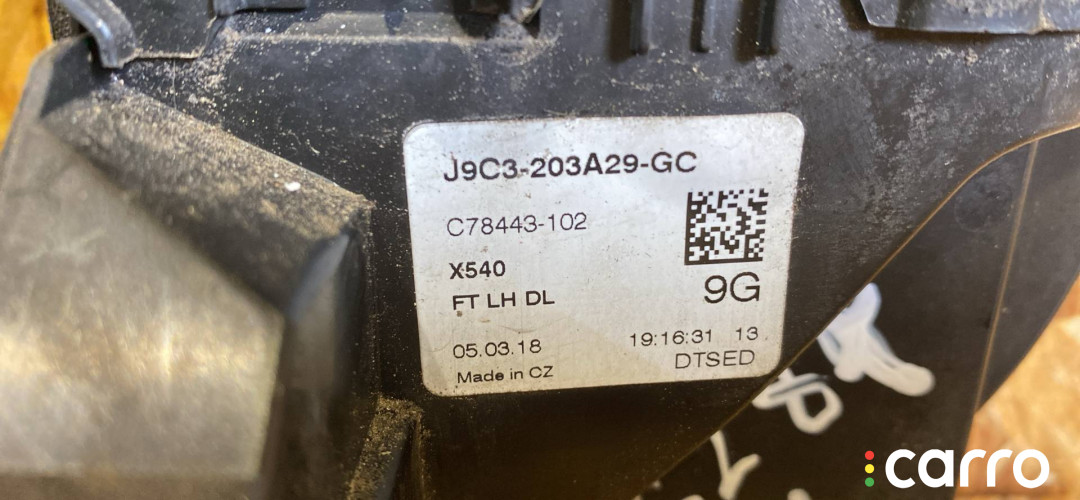 J9C3-203A29-GC
C78443-102
X540
FT LH DL
9G
05.03.18
19:16:31 13
Made in CZ
DTSED
carro